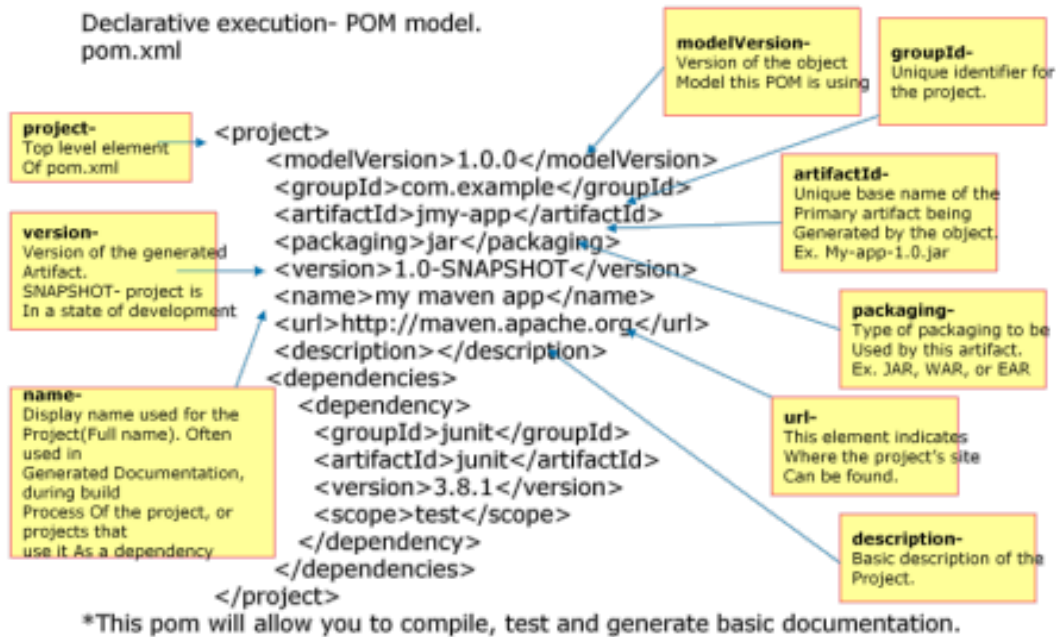 Declarative execution- POM model.
pom.xml
modelVersion-
Version of the object
Model this POM is using
groupId-
Unique identifier for
the project.
project-
Top level element
Of pom.xml
<project>
<modelVersion>1.0.0</modelVersion>
<groupId>com.example</groupId>
<artifactId>jmy-app</artifactId>
<packaging>jar</packaging>
<version>1.0-SNAPSHOT</version>
<name>my maven app</name>
<url>http://maven.apache.org</url>
<description></description>
<dependencies>
<dependency>
<groupId>junit</groupId>
<artifactId>junit</artifactId>
<version>3.8.1</version>
<scope>test</scope>
</dependency>
</dependencies>
</project>
artifactId-
Unique base name of the
Primary artifact being
Generated by the object.
Ex. My-app-1.0.jar
version-
Version of the generated
Artifact.
SNAPSHOT- project is
In a state of development
packaging-
Type of packaging to be
Used by this artifact.
Ex. JAR, WAR, or EAR
name-
Display name used for the
Project(Full name). Often
used in
Generated Documentation,
during build
Process Of the project, or
projects that
use it As a dependency
url-
This element indicates
Where the project's site
Can be found.
description-
Basic description of the
Project.
*This pom will allow you to compile, test and generate basic documentation.